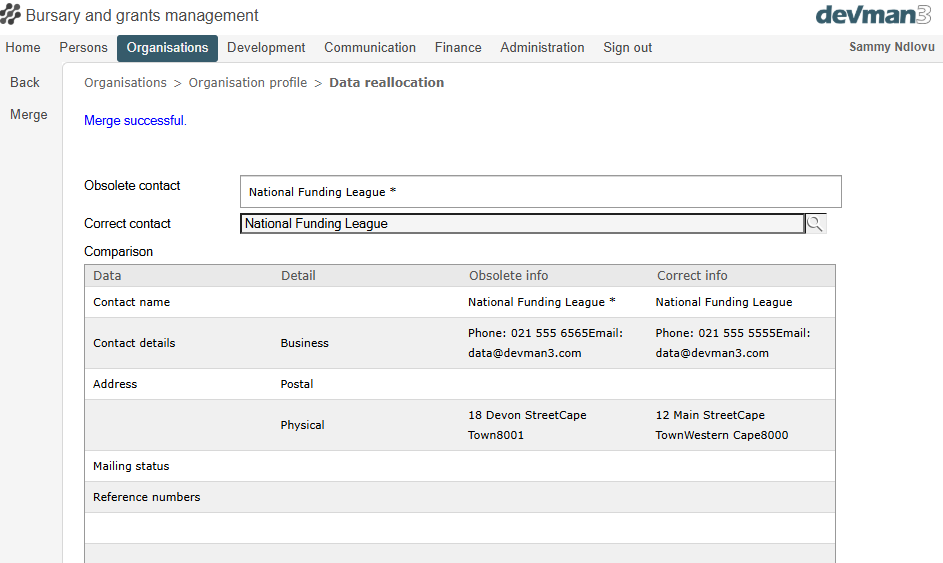 Bursary and grants management
devman3
Home Persons Organisations Development Communication Finance Administration Sign out Sammy Ndlovu
Back
Organisations > Organisation profile > Data reallocation
Merge
Merge successful.
Obsolete contact
National Funding League *
Correct contact
National Funding League
Comparison
Data Detail Obsolete info Correct info
Contact name National Funding League * National Funding League
Contact details Business
Phone: 021 555 6565Email:
data@devman3.com
Phone: 021 555 5555Email:
data@devman3.com
Address Postal
Physical
18 Devon StreetCape
Town8001
12 Main StreetCape
TownWestern Cape8000
Mailing status
Reference numbers